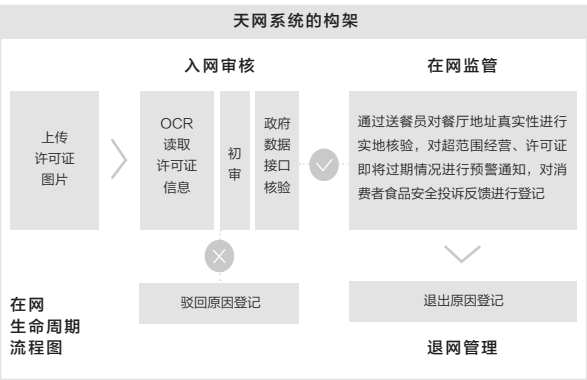 天网系统的构架
入网审核
在网监管
上传
许可证
图片
OCR
读取
许可证
信息
初
审
政府
数据
接口
核验
通过送餐员对餐厅地址真实性进行
实地核验，对超范围经营、许可证
即将过期情况进行预警通知，对消
费者食品安全投诉反馈进行登记
驳回原因登记
退出原因登记
在网
生命周期
流程图
退网管理